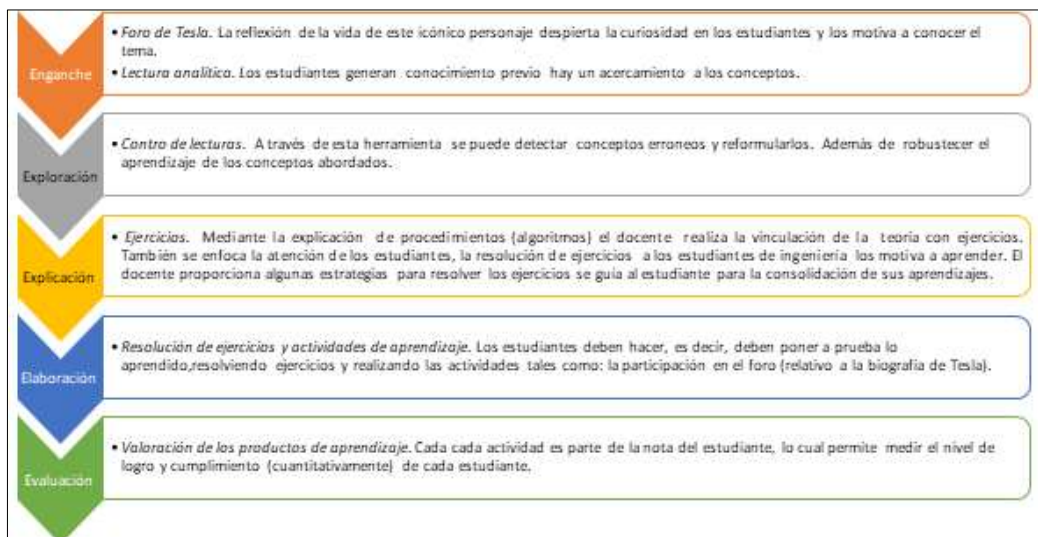 Enganche
• Foro de Tesla. La reflexión de la vida de este icónico personaje despierta la curiosidad en los estudiantes y los motiva a conocer el
tema.
• Lectura analítica. Los estudiantes generan conocimiento previo hay un acercamiento a los conceptos.
Exploración
• Contro de lecturas. A través de esta herramienta se puede detectar conceptos erroneos y reformularlos. Además de robustecer el
aprendizaje de los conceptos abordados.
Explicación
• Ejercicios. Mediante la explicación de procedimientos (algoritmos) el docente realiza la vinculación de la teoría con ejercicios.
También se enfoca la atención de los estudiantes, la resolución de ejercicios a los estudiantes de ingeniería los motiva a aprender. El
docente proporciona algunas estrategias para resolver los ejercicios se guía al estudiante para la consolidación de sus aprendizajes.
Elaboración
• Resolución de ejercicios y actividades de aprendizaje. Los estudiantes deben hacer, es decir, deben poner a prueba lo
aprendido,resolviendo ejercicios y realizando las actividades tales como: la participación en el foro (relativo a la biografía de Tesla).
Evaluación
• Valoración de los productos de aprendizaje. Cada cada actividad es parte de la nota del estudiante, lo cual permite medir el nivel de
logro y cumplimiento (cuantitativamente) de cada estudiante.